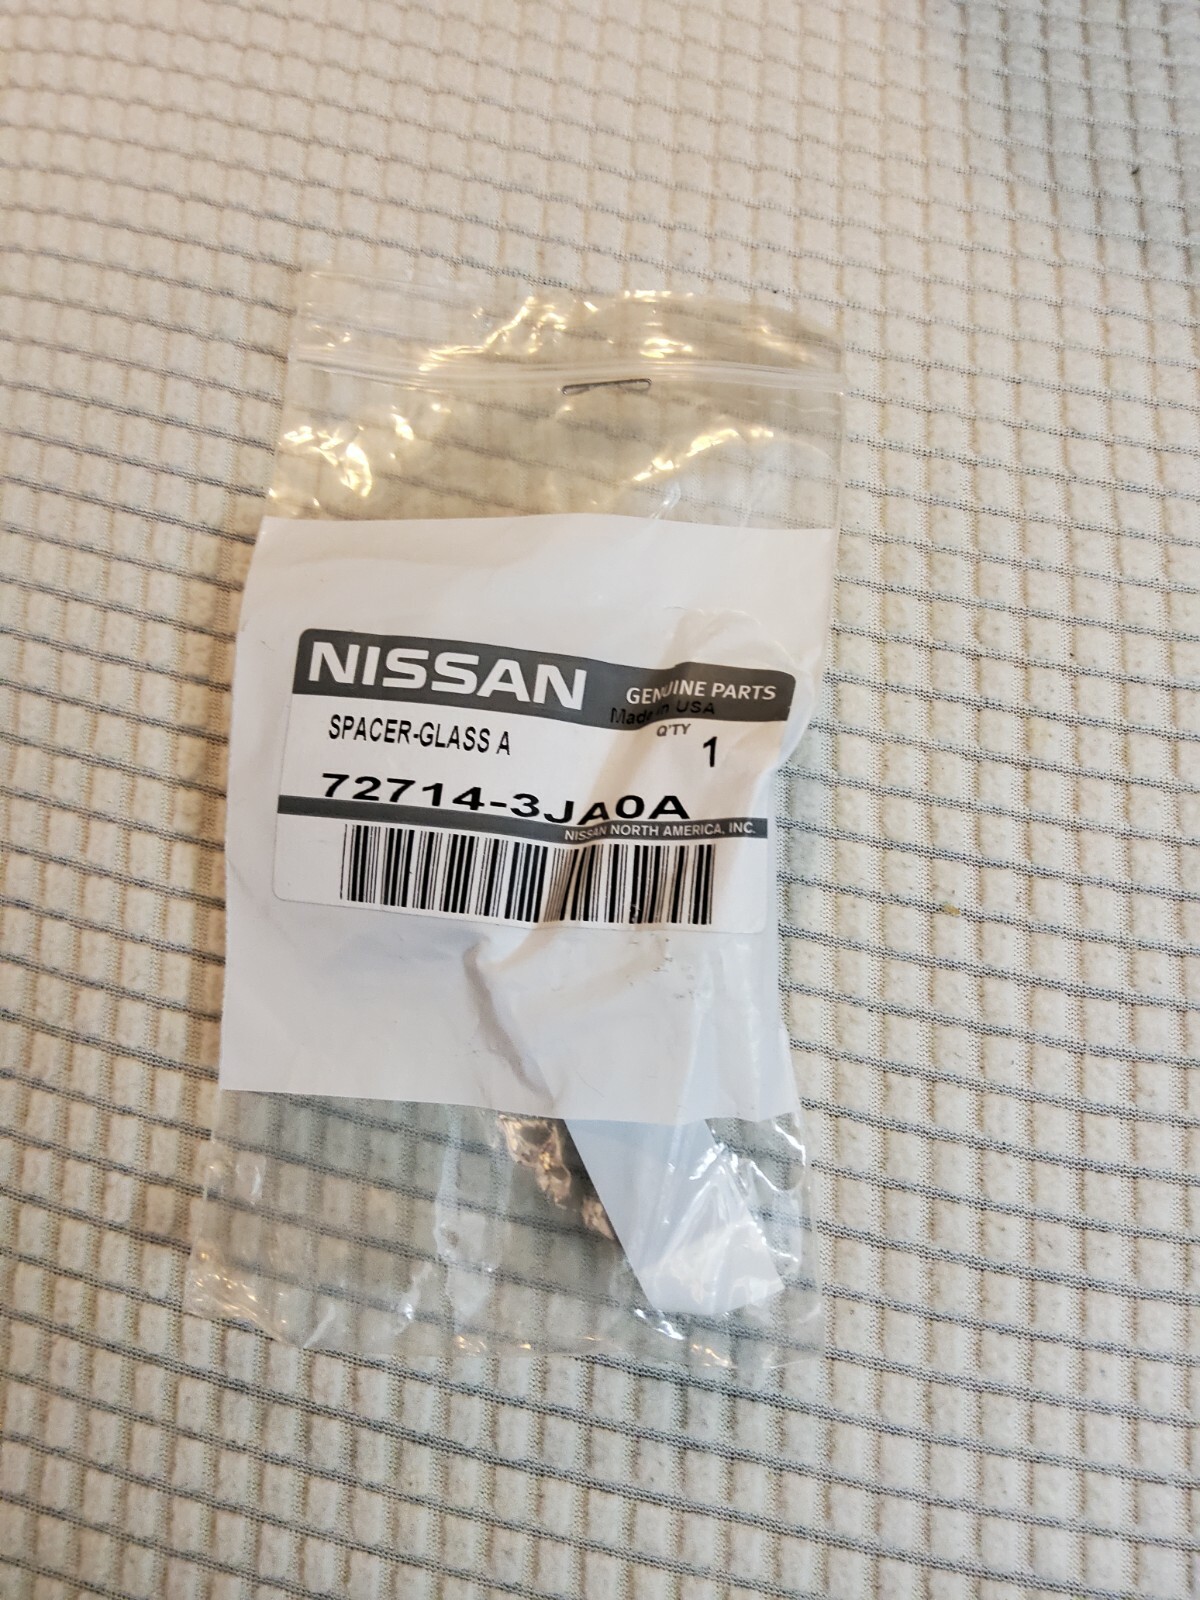 NISSAN GENUINE PARTS
Made in USA
SPACER-GLASS A
Q'TY 1
72714-3JA0A
NISSAN NORTH AMERICA, INC.